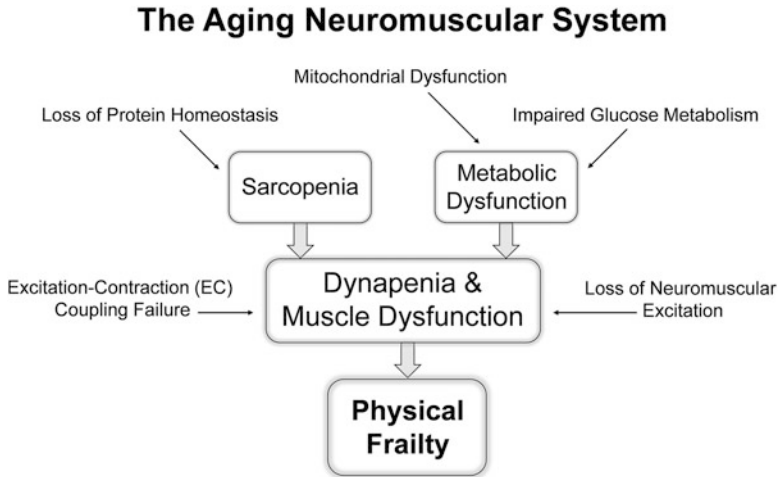 The Aging Neuromuscular System
Mitochondrial Dysfunction
Loss of Protein Homeostasis
Impaired Glucose Metabolism
Sarcopenia
Metabolic
Dysfunction
Excitation-Contraction (EC)
Coupling Failure
Dynapenia &
Muscle Dysfunction
Loss of Neuromuscular
Excitation
Physical
Frailty